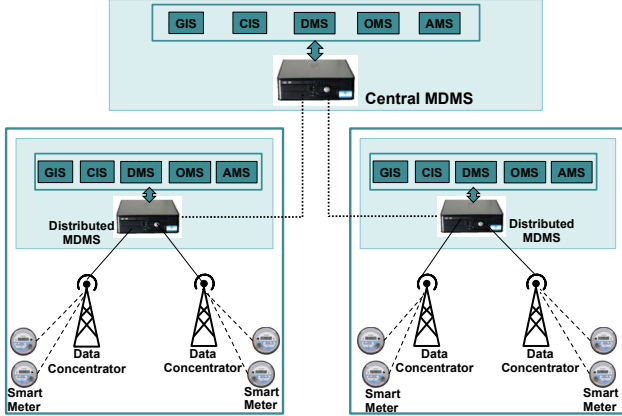 GIS CIS DMS OMS AMS
Central MDMS
GIS CIS DMS OMS AMS
Distributed
MDMS
Data
Concentrator
Data
Concentrator
Smart
Meter
Smart
Meter
GIS CIS DMS OMS AMS
Distributed
MDMS
Data
Concentrator
Data
Concentrator
Smart
Meter
Smart
Meter